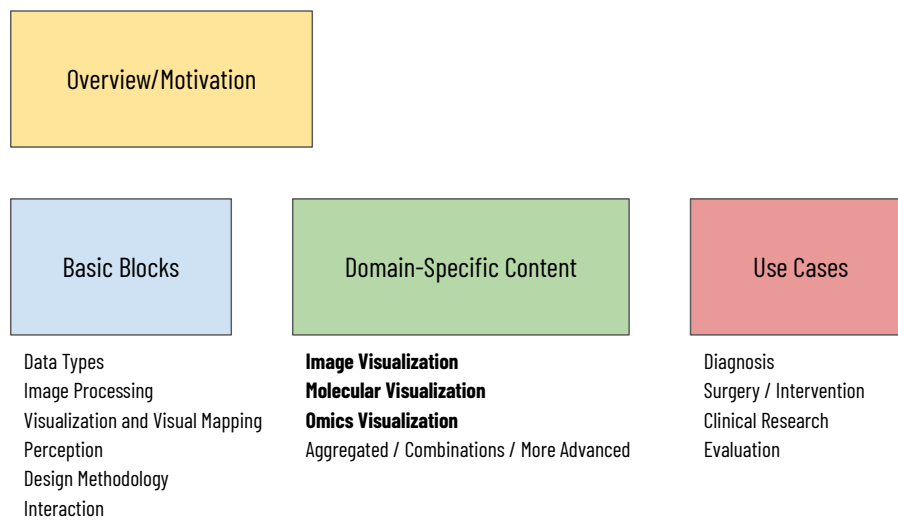 Overview/Motivation
Basic Blocks
Data Types
Image Processing
Visualization and Visual Mapping
Perception
Design Methodology
Interaction
Domain-Specific Content
Image Visualization
Molecular Visualization
Omics Visualization
Aggregated / Combinations / More Advanced
Use Cases
Diagnosis
Surgery / Intervention
Clinical Research
Evaluation